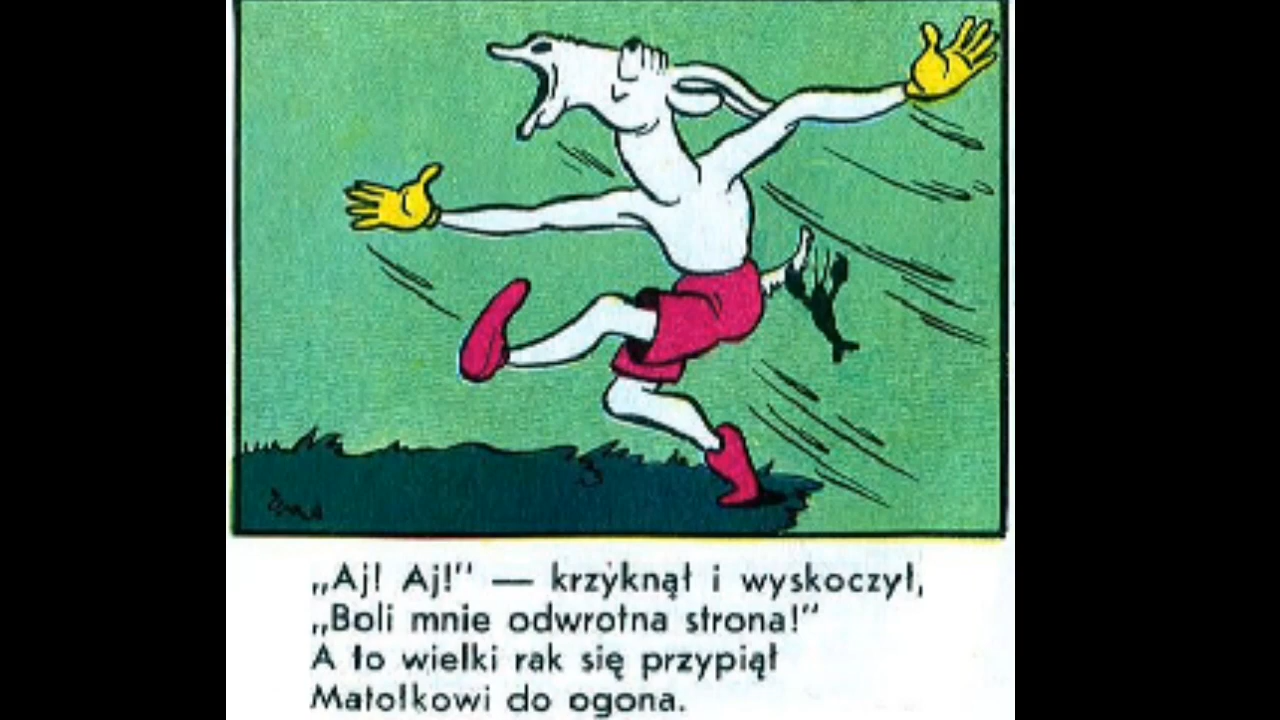 „Aj! Aj!” — krzyknął i wyskoczył,
„Boli mnie odwrotna strona!”
A to wielki rak się przypiął
Matołkowi do ogona.